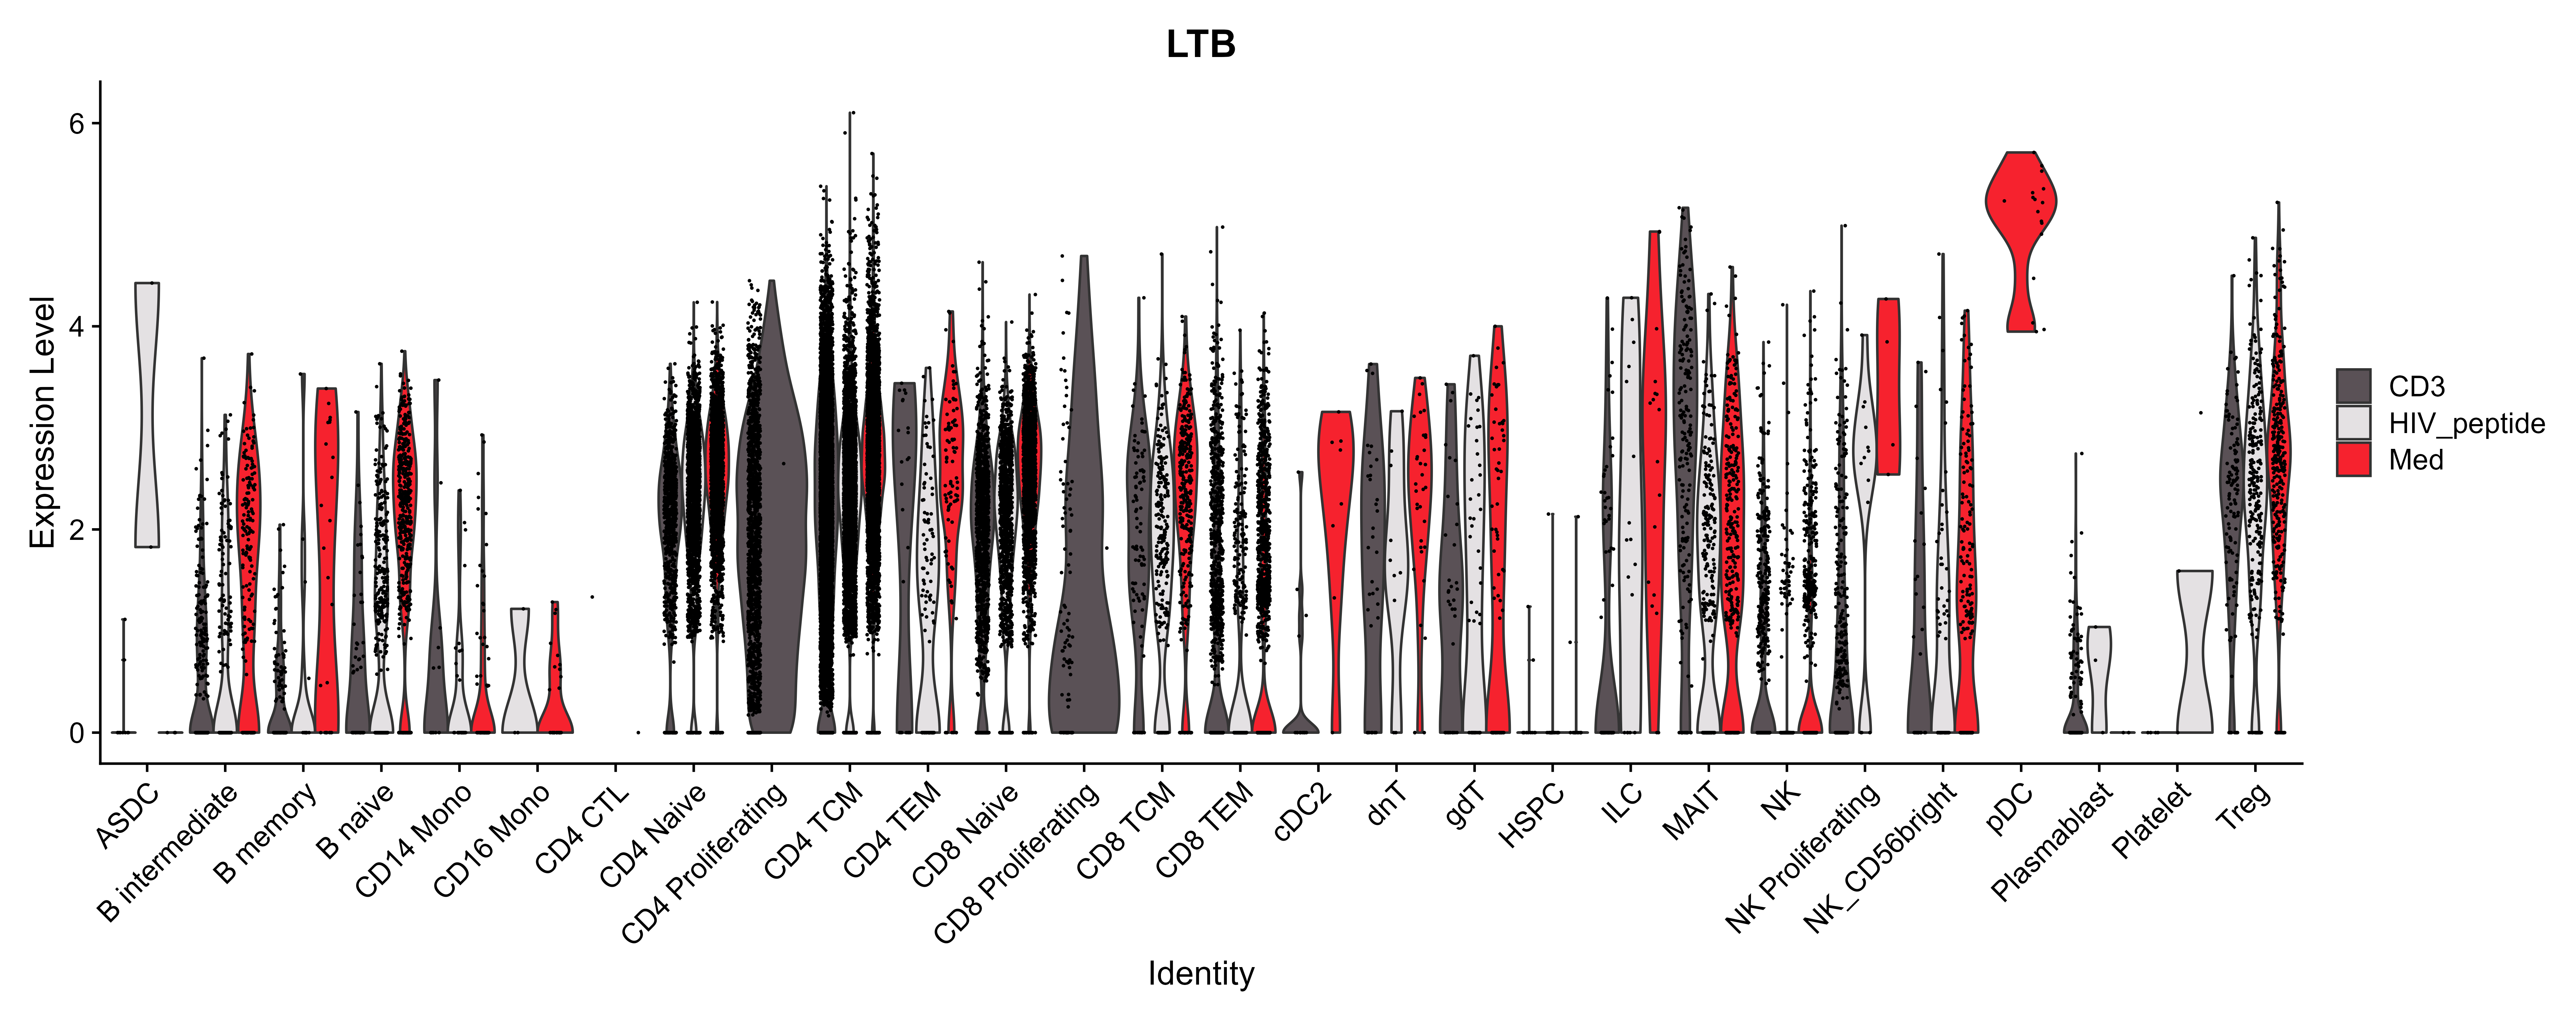 LTB
Expression Level
6
4
2
0
ASDC
B intermediate
B memory
B naive
CD14 Mono
CD16 Mono
CD4 CTL
CD4 Naive
CD4 Proliferating
CD4 TCM
CD4 TEM
CD8 Naive
CD8 Proliferating
CD8 TCM
CD8 TEM
cDC2
dnT
gdT
HSPC
ILC
MAIT
NK
NK Proliferating
NK_CD56bright
pDC
Plasmablast
Platelet
Treg
Identity
CD3
HIV_peptide
Med